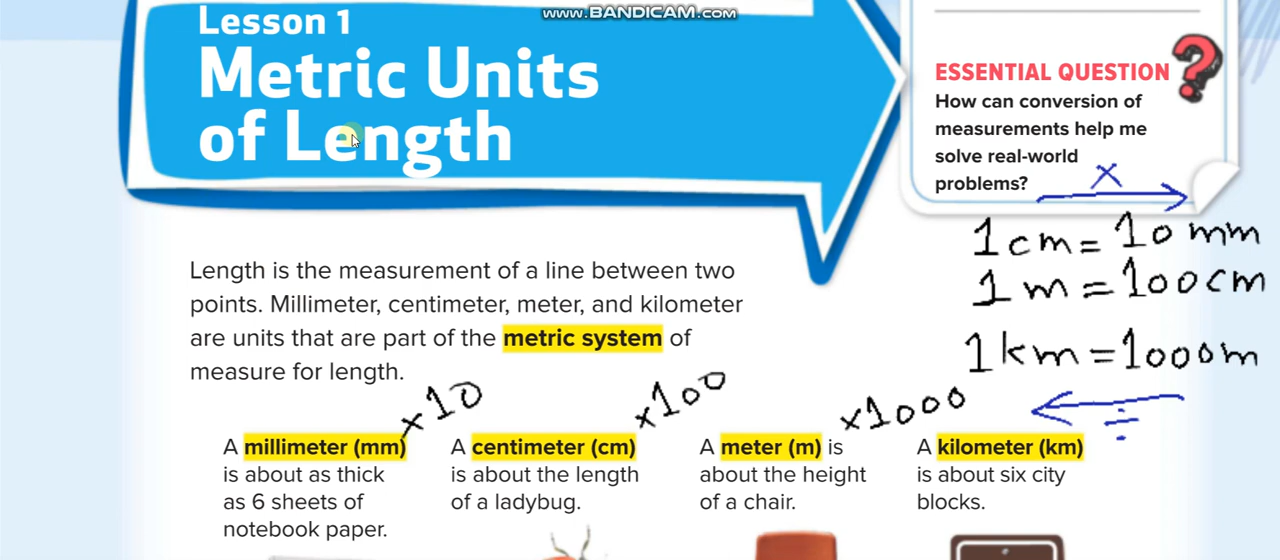 www.BANDICAM.com
Lesson 1
Metric Units
of Length
ESSENTIAL QUESTION
How can conversion of
measurements help me
solve real-world
problems?
×
1cm = 10 mm
1m = 100cm
1km = 1000m
÷
Length is the measurement of a line between two
points. Millimeter, centimeter, meter, and kilometer
are units that are part of the metric system of
measure for length.
×10
×100
×1000
A millimeter (mm)
is about as thick
as 6 sheets of
notebook paper.
A centimeter (cm)
is about the length
of a ladybug.
A meter (m) is
about the height
of a chair.
A kilometer (km)
is about six city
blocks.